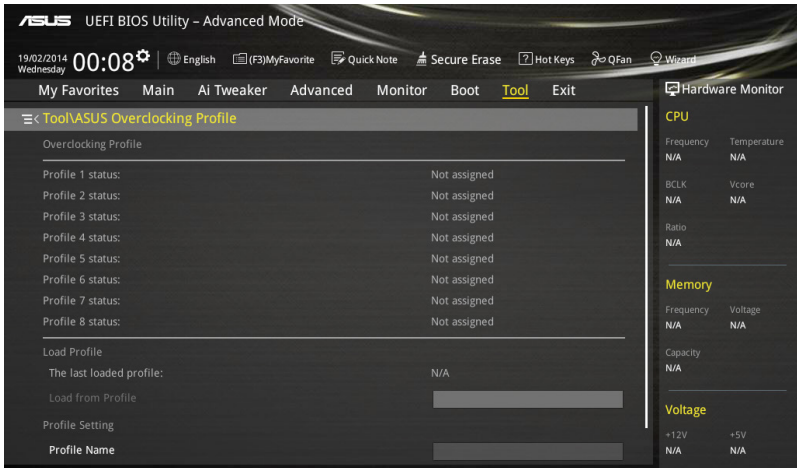 ASUS UEFI BIOS Utility – Advanced Mode
19/02/2014 Wednesday 00:08 English (F3)MyFavorite Quick Note Secure Erase ? Hot Keys QFan Wizard
My Favorites Main Ai Tweaker Advanced Monitor Boot Tool Exit
Hardware Monitor
Tool\ASUS Overclocking Profile
Overclocking Profile
Profile 1 status: Not assigned
Profile 2 status: Not assigned
Profile 3 status: Not assigned
Profile 4 status: Not assigned
Profile 5 status: Not assigned
Profile 6 status: Not assigned
Profile 7 status: Not assigned
Profile 8 status: Not assigned
Load Profile
The last loaded profile: N/A
Load from Profile
Profile Setting
Profile Name
CPU
Frequency Temperature
N/A N/A
BCLK Vcore
N/A N/A
Ratio
N/A
Memory
Frequency Voltage
N/A N/A
Capacity
N/A
Voltage
+12V +5V
N/A N/A